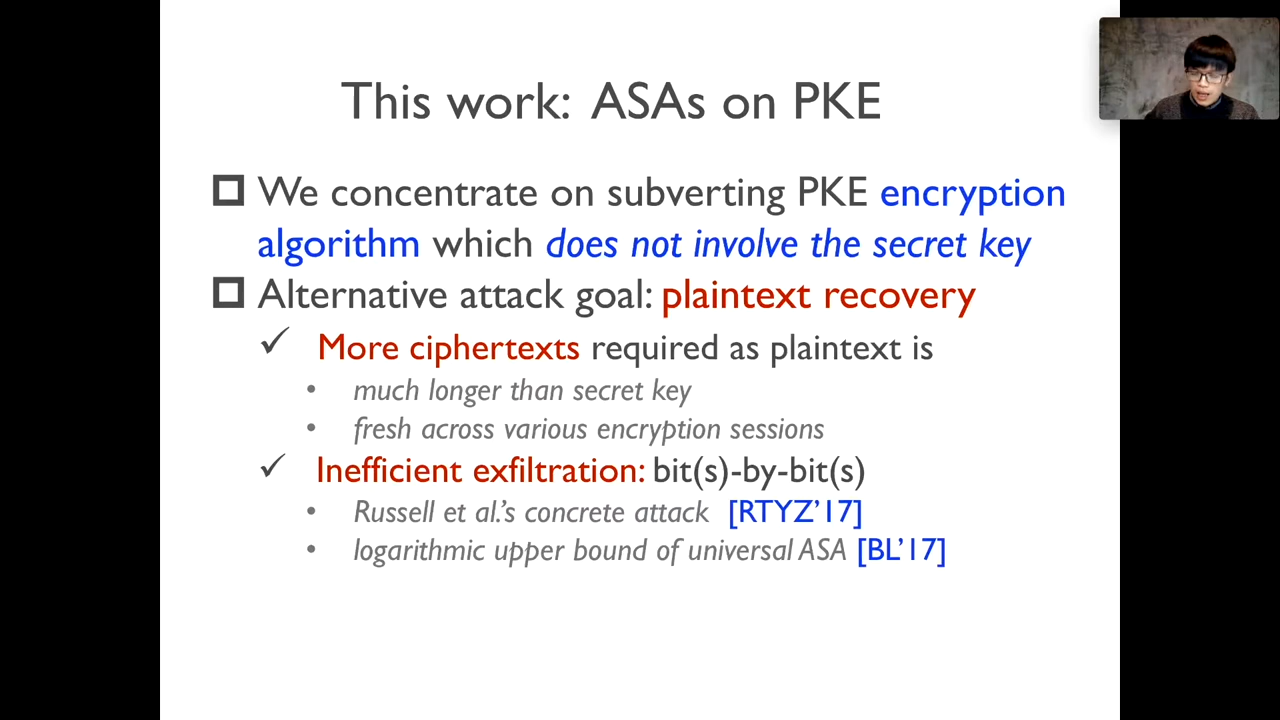 This work: ASAs on PKE
We concentrate on subverting PKE encryption
algorithm which does not involve the secret key
Alternative attack goal: plaintext recovery
More ciphertexts required as plaintext is
much longer than secret key
fresh across various encryption sessions
Inefficient exfiltration: bit(s)-by-bit(s)
Russell et al.'s concrete attack [RTYZ'17]
logarithmic upper bound of universal ASA [BL'17]